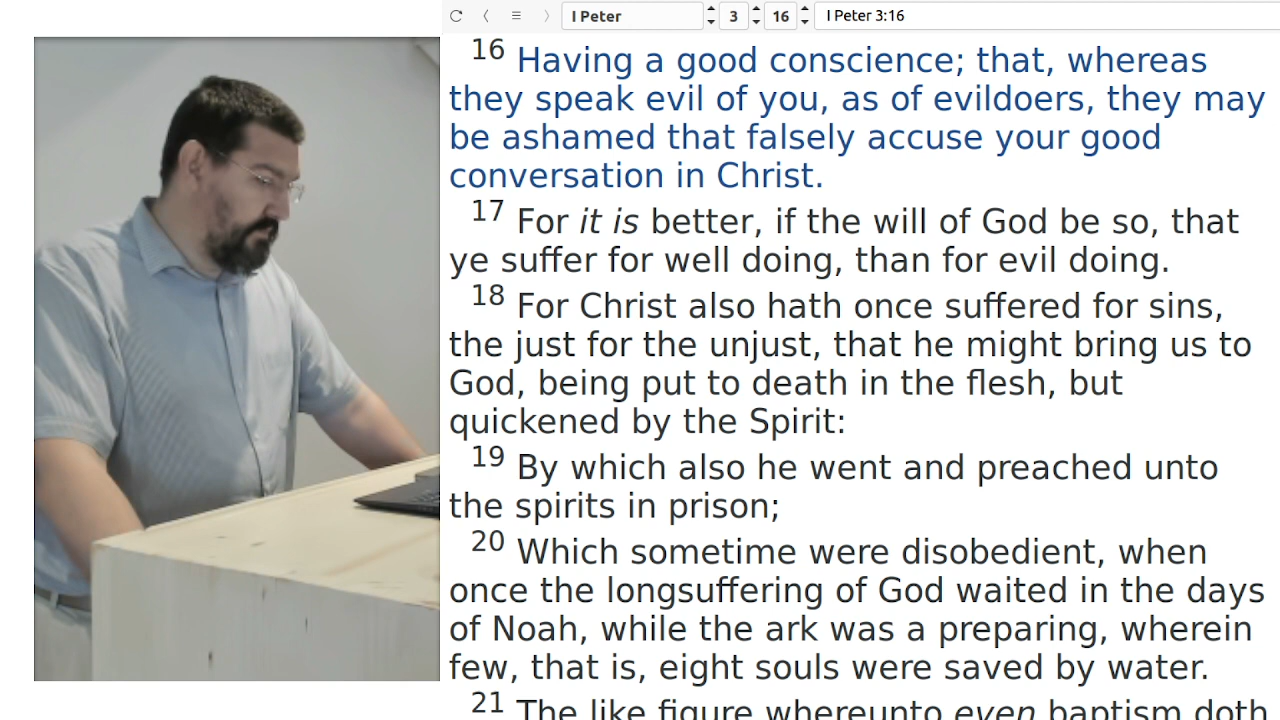 I Peter 3 16 I Peter 3:16
16 Having a good conscience; that, whereas
they speak evil of you, as of evildoers, they may
be ashamed that falsely accuse your good
conversation in Christ.
17 For it is better, if the will of God be so, that
ye suffer for well doing, than for evil doing.
18 For Christ also hath once suffered for sins,
the just for the unjust, that he might bring us to
God, being put to death in the flesh, but
quickened by the Spirit:
19 By which also he went and preached unto
the spirits in prison;
20 Which sometime were disobedient, when
once the longsuffering of God waited in the days
of Noah, while the ark was a preparing, wherein
few, that is, eight souls were saved by water.
21 The like figure whereunto even baptism doth